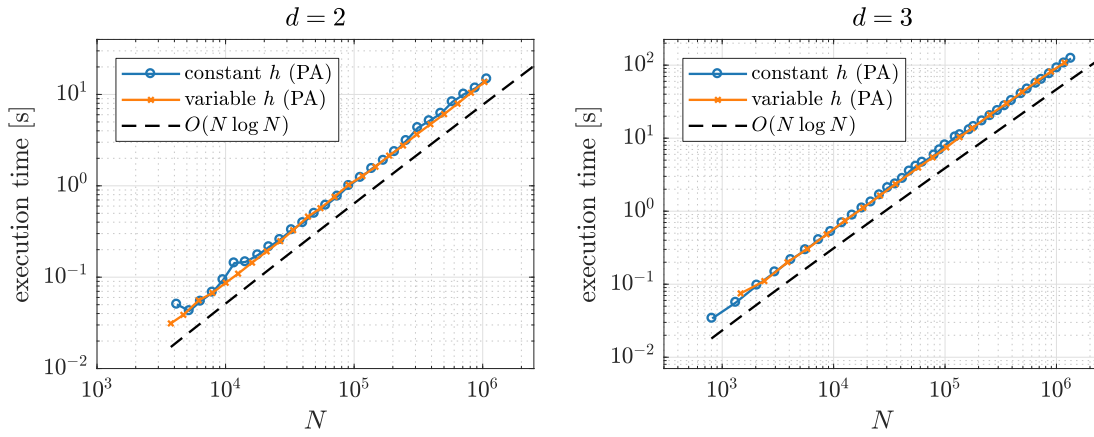 d = 2
execution time [s]
10^1
10^0
10^-1
10^-2
constant h (PA)
variable h (PA)
O(N log N)
10^3 10^4 10^5 10^6
N
d = 3
execution time [s]
10^2
10^1
10^0
10^-1
10^-2
constant h (PA)
variable h (PA)
O(N log N)
10^3 10^4 10^5 10^6
N